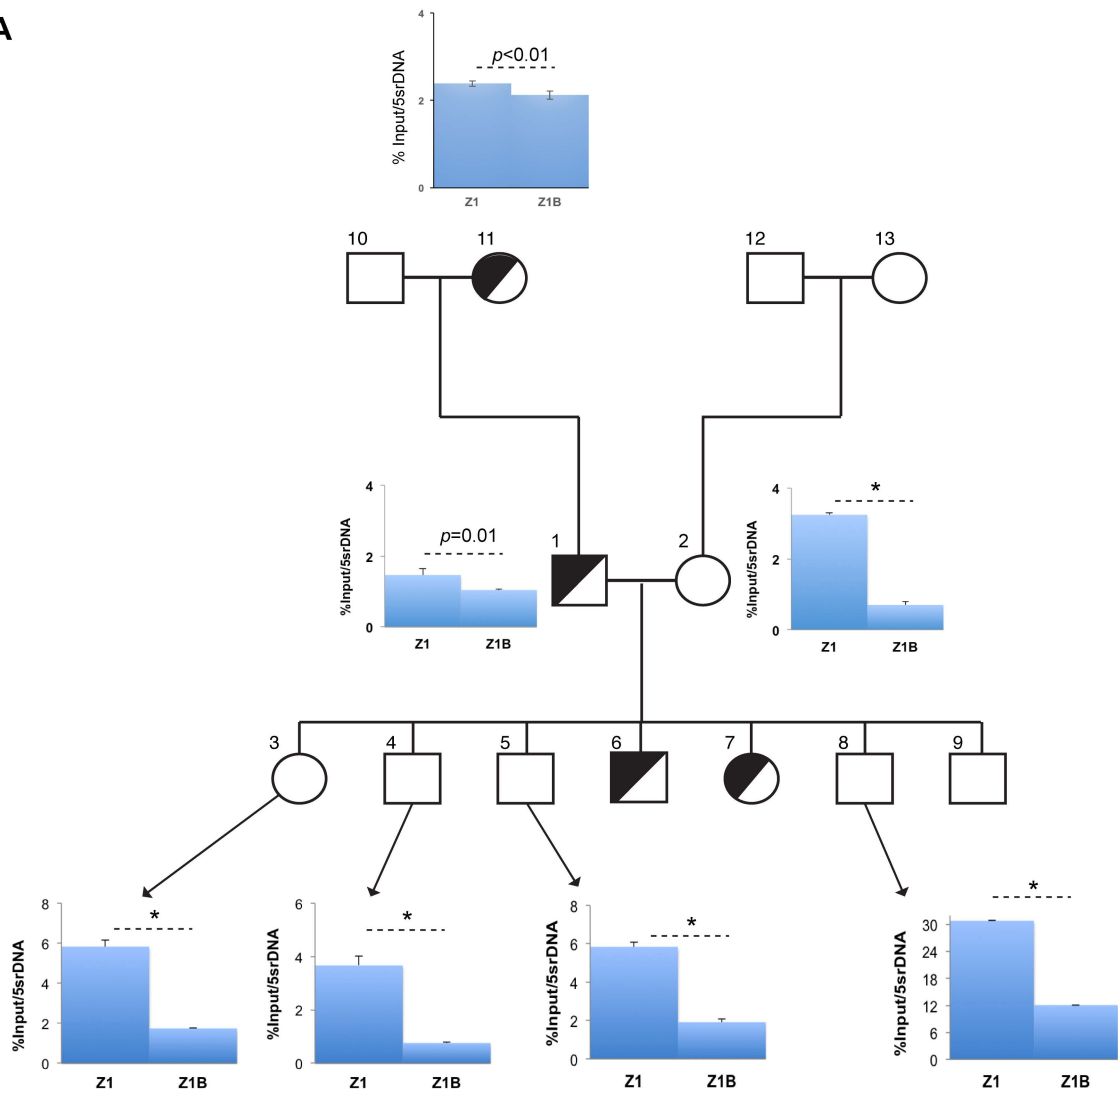 A
4
p<0.01
% Input/5srDNA
2
0
Z1 Z1B
10 11 12 13
4
p=0.01
%Input/5srDNA
2
0
Z1 Z1B
1 2
4
*
%Input/5srDNA
2
0
Z1 Z1B
3 4 5 6 7 8 9
8
*
%Input/5srDNA
6
4
2
0
Z1 Z1B
6
*
%Input/5srDNA
4
2
0
Z1 Z1B
8
*
%Input/5srDNA
6
4
2
0
Z1 Z1B
*
%Input/5srDNA
30
24
18
12
6
0
Z1 Z1B